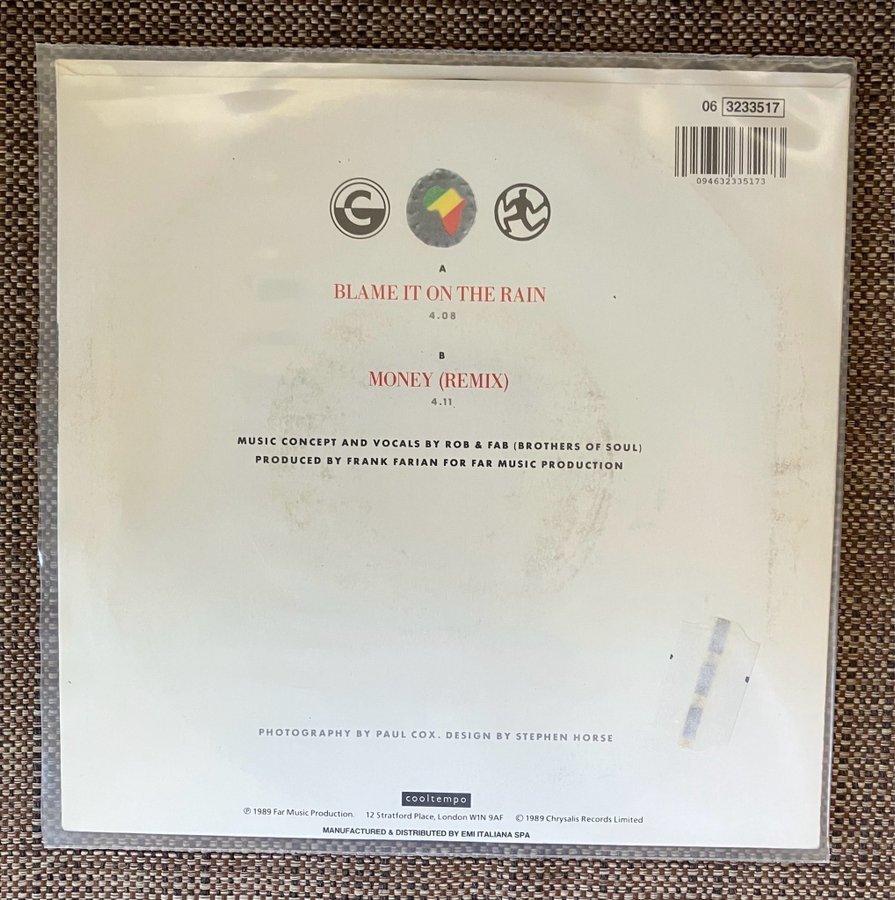 06 3233517
094632335173
G
A
BLAME IT ON THE RAIN
4.08
B
MONEY (REMIX)
4.11
MUSIC CONCEPT AND VOCALS BY ROB & FAB (BROTHERS OF SOUL)
PRODUCED BY FRANK FARIAN FOR FAR MUSIC PRODUCTION
PHOTOGRAPHY BY PAUL COX. DESIGN BY STEPHEN HORSE
cooltempo
℗ 1989 Far Music Production. 12 Stratford Place, London W1N 9AF © 1989 Chrysalis Records Limited
MANUFACTURED & DISTRIBUTED BY EMI ITALIANA SPA